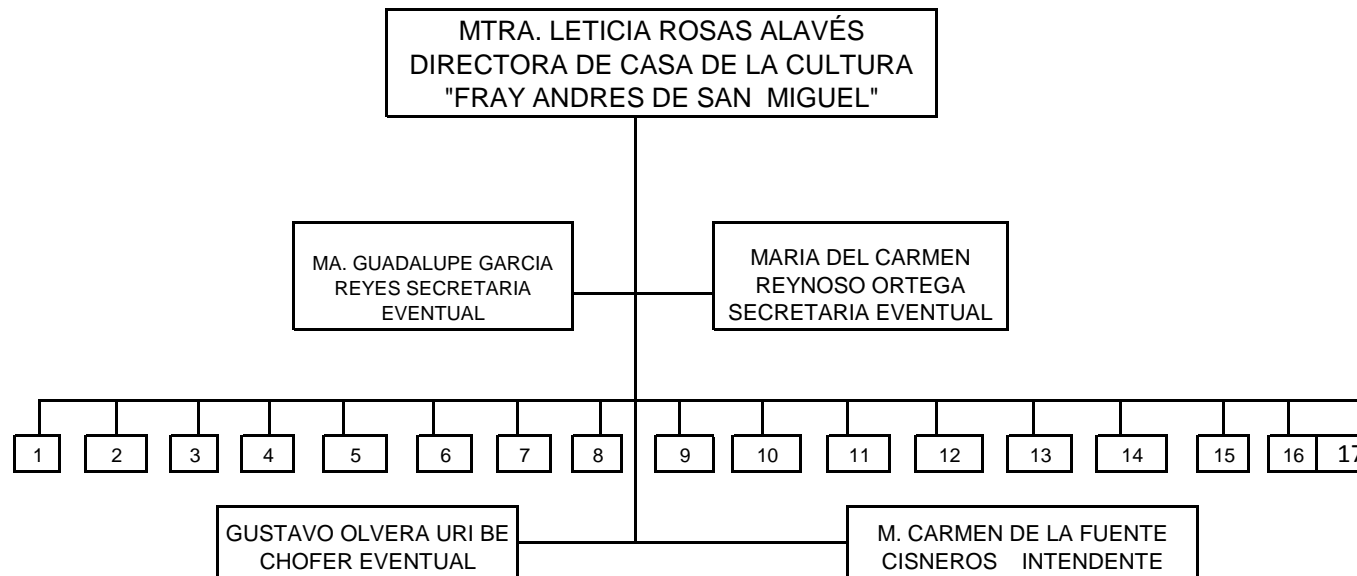 MTRA. LETICIA ROSAS ALAVÉS
DIRECTORA DE CASA DE LA CULTURA
"FRAY ANDRES DE SAN  MIGUEL"
MA. GUADALUPE GARCIA
REYES SECRETARIA
EVENTUAL
MARIA DEL CARMEN
REYNOSO ORTEGA
SECRETARIA EVENTUAL
1 2 3 4 5 6 7 8 9 10 11 12 13 14 15 16 17
GUSTAVO OLVERA URI BE
CHOFER EVENTUAL
M. CARMEN DE LA FUENTE
CISNEROS    INTENDENTE